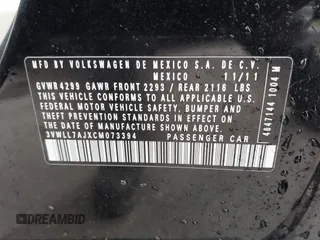 MFD BY VOLKSWAGEN DE MEXICO S.A. DE C.V.
MEXICO 11/11
GVWR 4299 GAWR FRONT 2293 / REAR 2116 LBS
THIS VEHICLE CONFORMS TO ALL APPLICABLE
FEDERAL MOTOR VEHICLE SAFETY, BUMPER AND
THEFT PREVENTION STANDARDS IN EFFECT ON
THE DATE OF MANUFACTURE SHOWN ABOVE.
3VWLL7AJXCM073394 PASSENGER CAR
4647144 1004 M
© DREAMBID